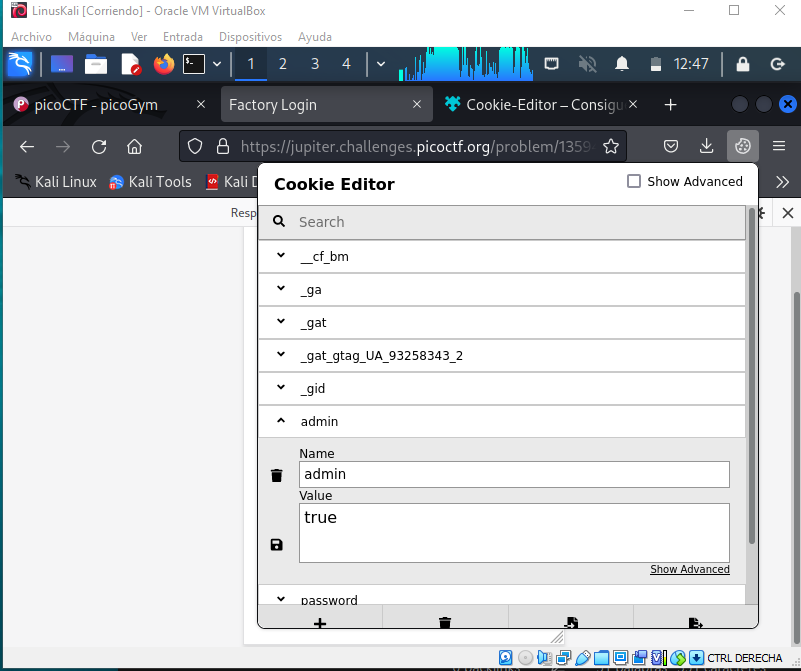 LinusKali [Corriendo] - Oracle VM VirtualBox
Archivo Máquina Ver Entrada Dispositivos Ayuda
1 2 3 4 12:47
picoCTF - picoGym Factory Login Cookie-Editor – Consigu
https://jupiter.challenges.picoctf.org/problem/1359
Kali Linux Kali Tools Kali D
Cookie Editor Show Advanced
Resp
Search
__cf_bm
_ga
_gat
_gat_gtag_UA_93258343_2
_gid
admin
Name
admin
Value
true
Show Advanced
password
CTRL DERECHA